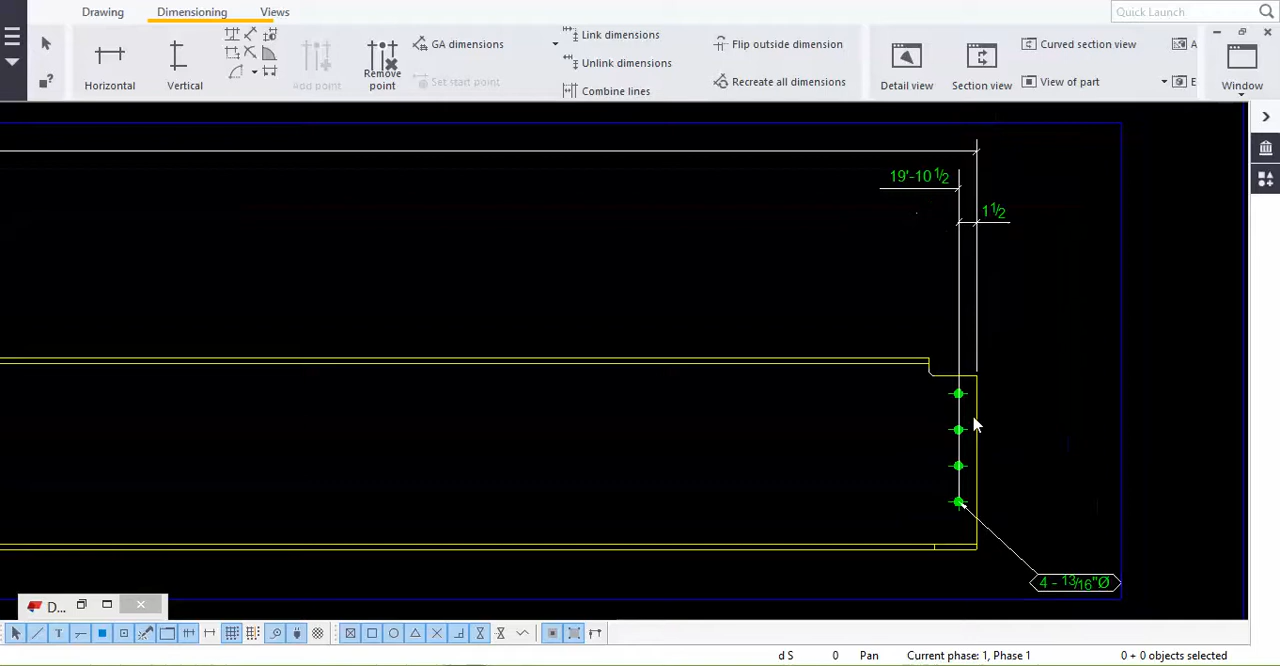 Drawing Dimensioning Views Quick Launch
Horizontal Vertical Add point Remove point
GA dimensions Set start point
Link dimensions
Unlink dimensions
Combine lines
Flip outside dimension
Recreate all dimensions
Detail view Section view
Curved section view A
View of part E
Window
19'-10 1/2
1 1/2
4 - 13/16"Ø
D...
d S 0 Pan Current phase: 1, Phase 1 0 + 0 objects selected